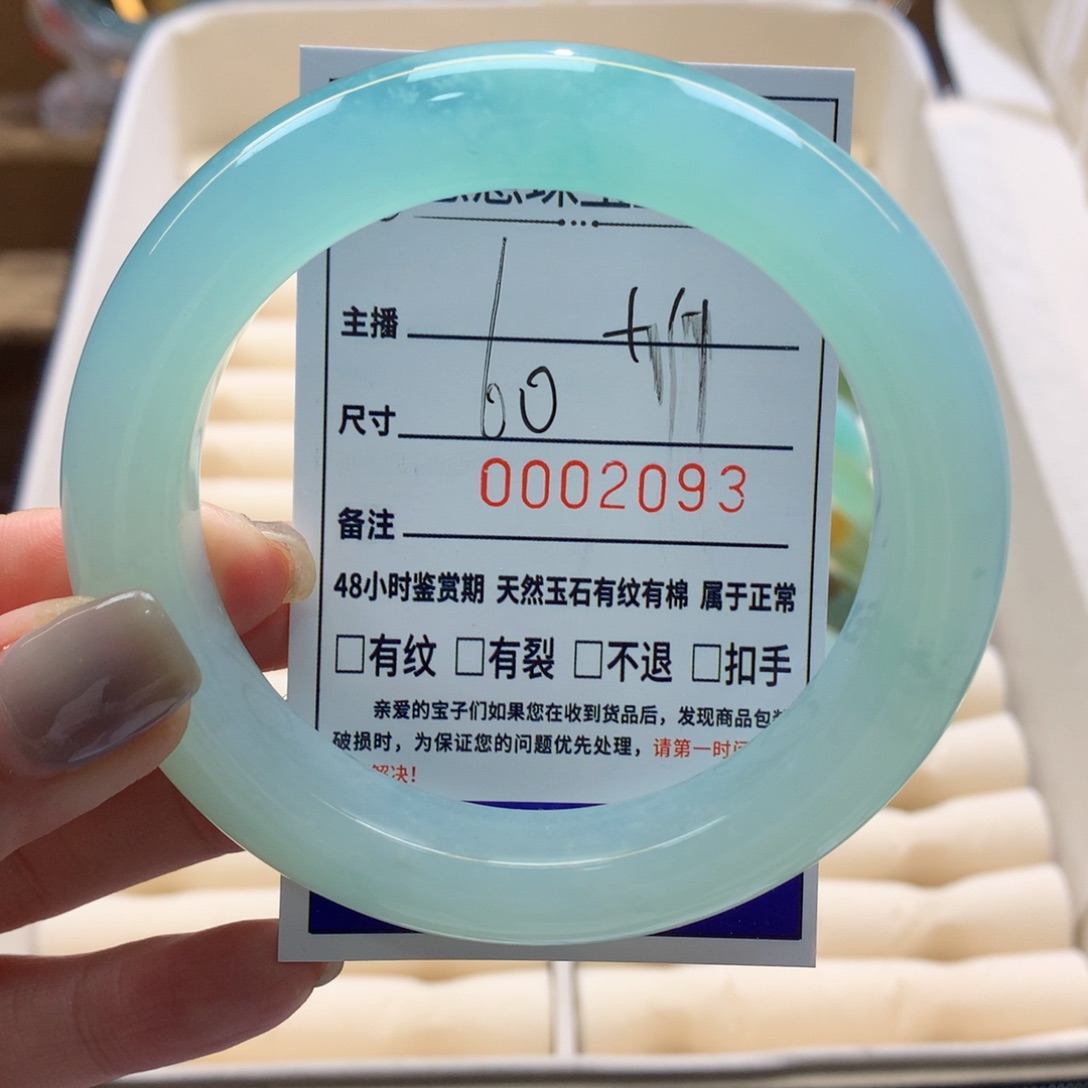 主播
尺寸 60
0002093
备注
48小时鉴赏期 天然玉石有纹有棉 属于正常
□有纹 □有裂 □不退 □扣手
亲爱的宝子们如果您在收到货品后，发现商品包
破损时，为保证您的问题优先处理，请第一时
解决！